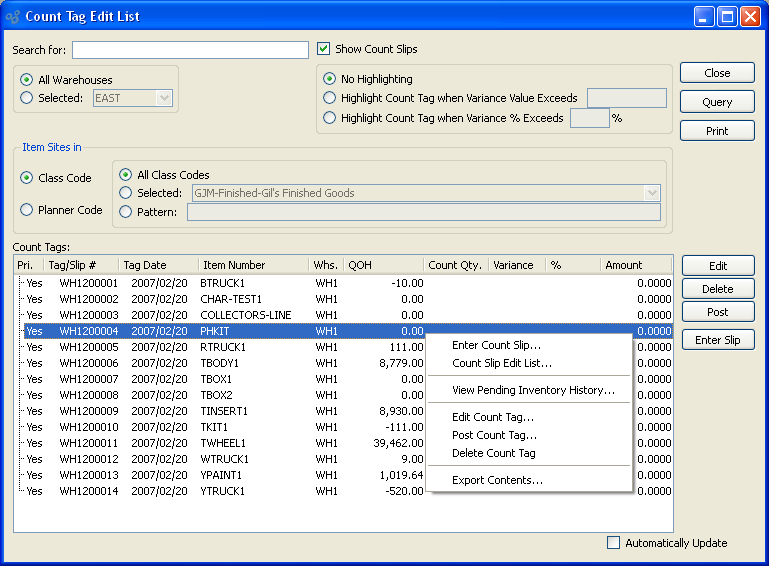 Count Tag Edit List
Search for:
Show Count Slips
All Warehouses
Selected: EAST
No Highlighting
Highlight Count Tag when Variance Value Exceeds
Highlight Count Tag when Variance % Exceeds %
Close
Query
Print
Item Sites in
Class Code
Planner Code
All Class Codes
Selected: GJM-Finished-Gil's Finished Goods
Pattern:
Count Tags:
Pri. Tag/Slip # Tag Date Item Number Whs. QOH Count Qty. Variance % Amount
Yes WH1200001 2007/02/20 BTRUCK1 WH1 -10.00 0.0000
Yes WH1200002 2007/02/20 CHAR-TEST1 WH1 0.00 0.0000
Yes WH1200003 2007/02/20 COLLECTORS-LINE WH1 0.00 0.0000
Yes WH1200004 2007/02/20 PHKIT WH1 0.00 0.0000
Yes WH1200005 2007/02/20 RTRUCK1 WH1 111.00 0.0000
Yes WH1200006 2007/02/20 TBODY1 WH1 8,779.00 0.0000
Yes WH1200007 2007/02/20 TBOX1 WH1 0.00 0.0000
Yes WH1200008 2007/02/20 TBOX2 WH1 0.00 0.0000
Yes WH1200009 2007/02/20 TINSERT1 WH1 8,930.00 0.0000
Yes WH1200010 2007/02/20 TKIT1 WH1 -111.00 0.0000
Yes WH1200011 2007/02/20 TWHEEL1 WH1 39,462.00 0.0000
Yes WH1200012 2007/02/20 WTRUCK1 WH1 9.00 0.0000
Yes WH1200013 2007/02/20 YPAINT1 WH1 1,019.64 0.0000
Yes WH1200014 2007/02/20 YTRUCK1 WH1 -520.00 0.0000
Enter Count Slip...
Count Slip Edit List...
View Pending Inventory History...
Edit Count Tag...
Post Count Tag...
Delete Count Tag
Export Contents...
Edit
Delete
Post
Enter Slip
Automatically Update